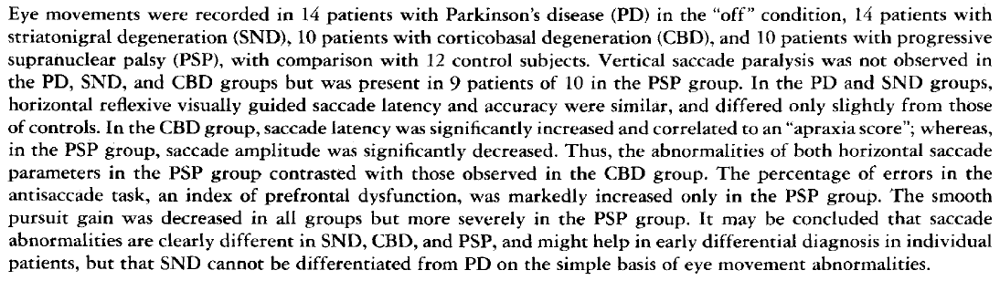 Eye movements were recorded in 14 patients with Parkinson's disease (PD) in the "off" condition, 14 patients with
striatonigral degeneration (SND), 10 patients with corticobasal degeneration (CBD), and 10 patients with progressive
supranuclear palsy (PSP), with comparison with 12 control subjects. Vertical saccade paralysis was not observed in
the PD, SND, and CBD groups but was present in 9 patients of 10 in the PSP group. In the PD and SND groups,
horizontal reflexive visually guided saccade latency and accuracy were similar, and differed only slightly from those
of controls. In the CBD group, saccade latency was significantly increased and correlated to an "apraxia score"; whereas,
in the PSP group, saccade amplitude was significantly decreased. Thus, the abnormalities of both horizontal saccade
parameters in the PSP group contrasted with those observed in the CBD group. The percentage of errors in the
antisaccade task, an index of prefrontal dysfunction, was markedly increased only in the PSP group. The smooth
pursuit gain was decreased in all groups but more severely in the PSP group. It may be concluded that saccade
abnormalities are clearly different in SND, CBD, and PSP, and might help in early differential diagnosis in individual
patients, but that SND cannot be differentiated from PD on the simple basis of eye movement abnormalities.